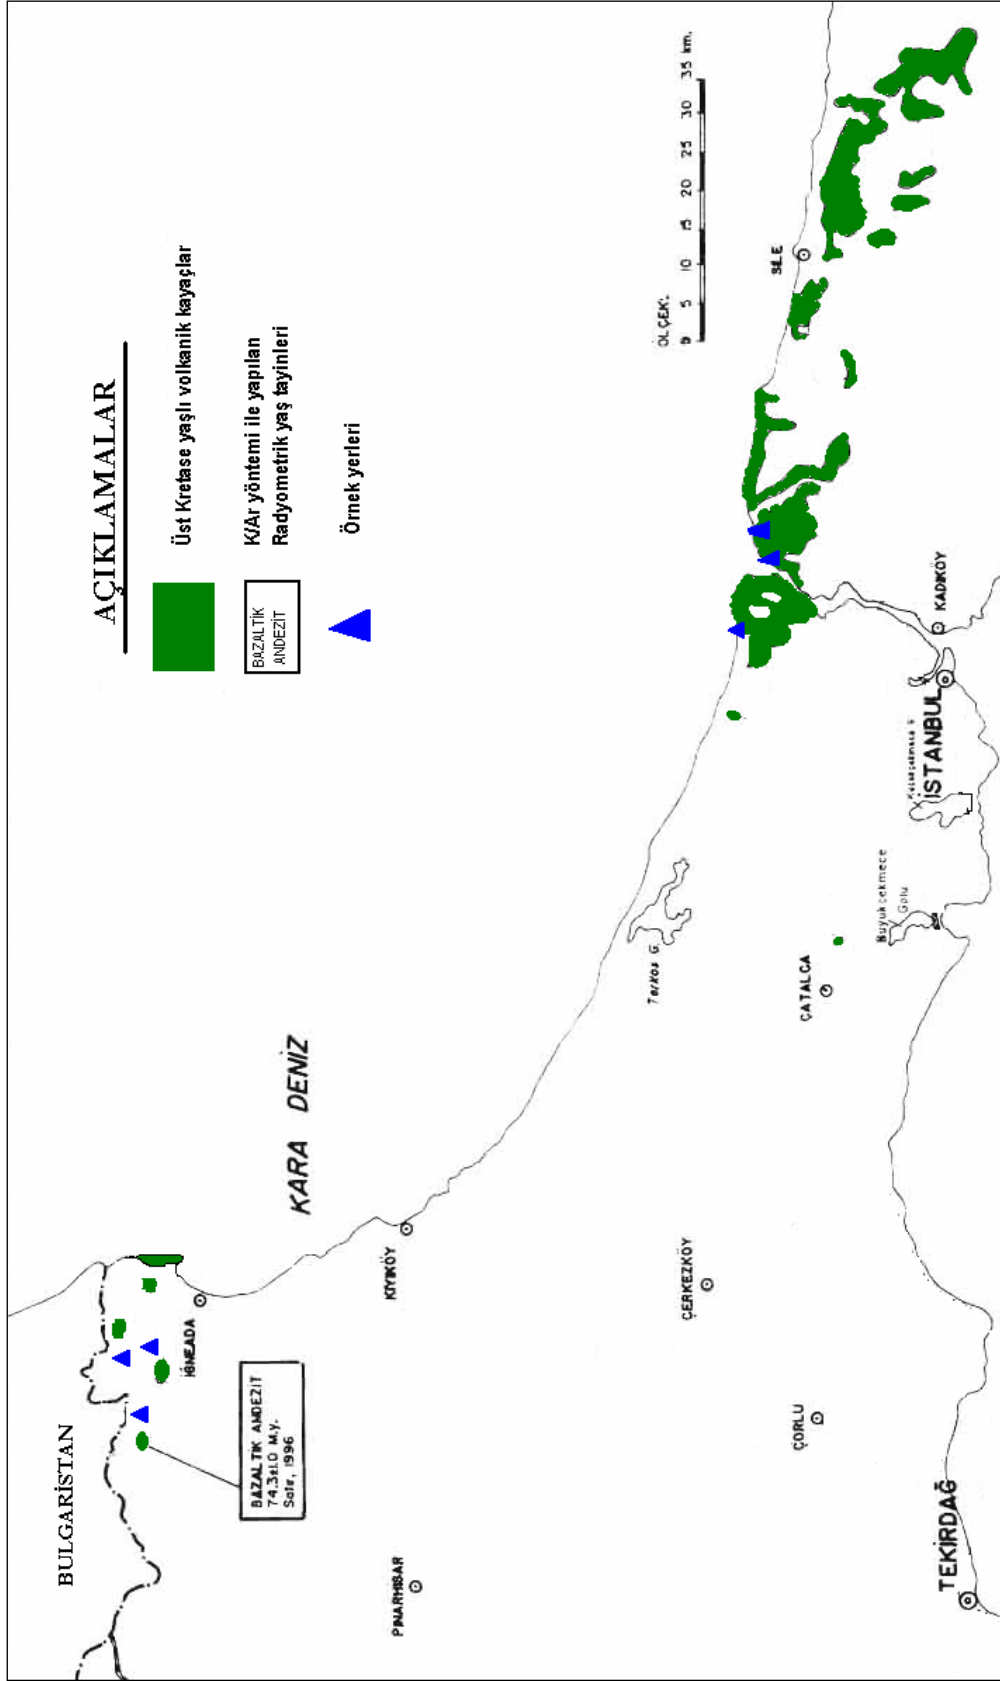 AÇIKLAMALAR
Üst Kretase yaşlı volkanik kayaçlar
BAZALTİK
ANDEZİT
K/Ar yöntemi ile yapılan
Radyometrik yaş tayinleri
Örnek yerleri
BULGARİSTAN
İĞNEADA
BAZALTİK ANDEZİT
74.3±1.0 M.y.
Satır, 1996
KARA DENİZ
PINARHİSAR
KIYIKÖY
ÇERKEZKÖY
ÇORLU
TEKİRDAĞ
Terkos G.
ÇATALCA
Büyükçekmece
Gölu
İSTANBUL
KADIKÖY
ŞİLE
ÖLÇEK:
0 5 10 15 20 25 30 35 km.